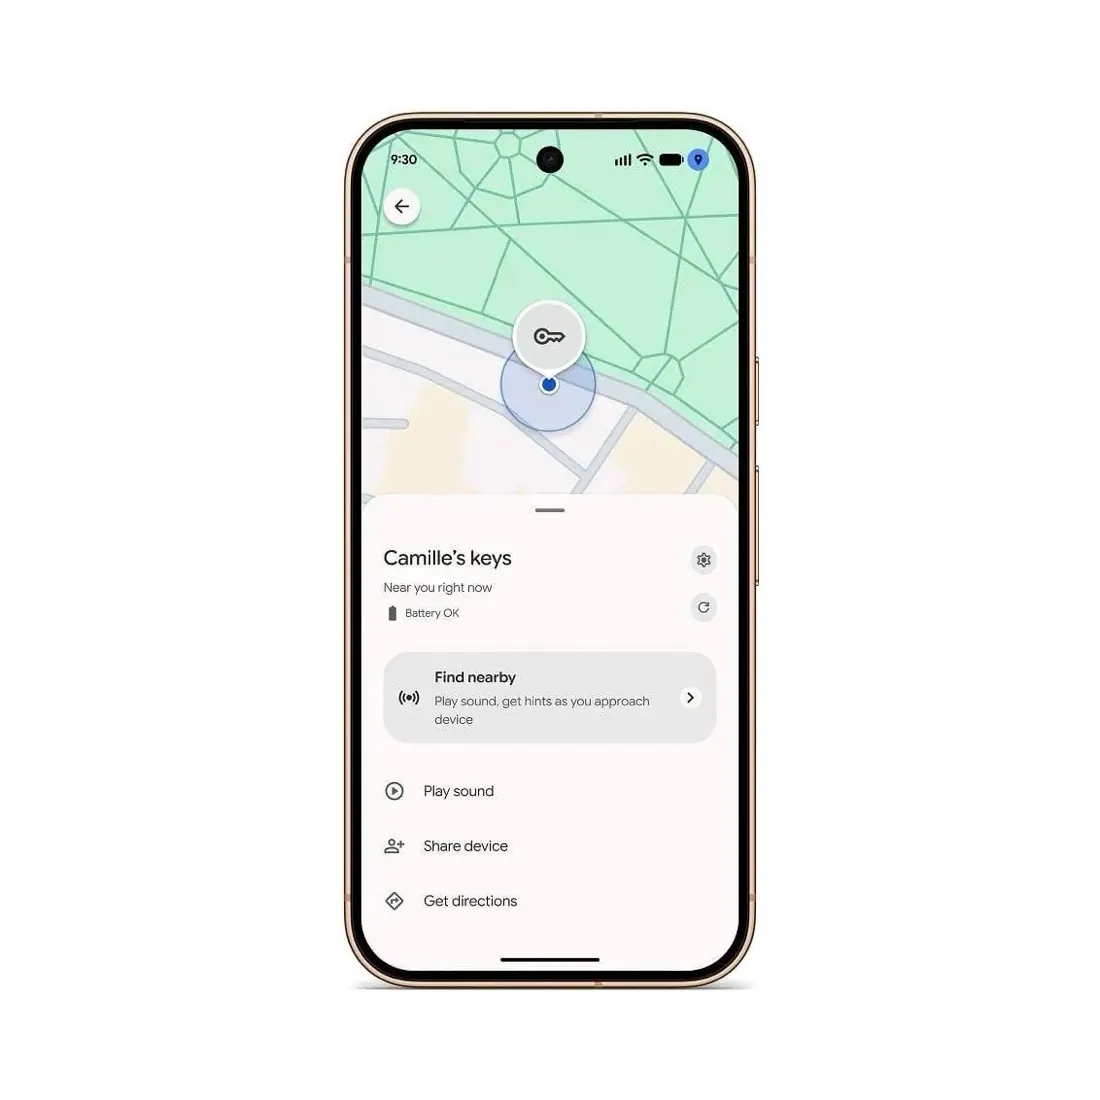 9:30
Camille's keys
Near you right now
Battery OK
Find nearby
Play sound, get hints as you approach
device
Play sound
Share device
Get directions